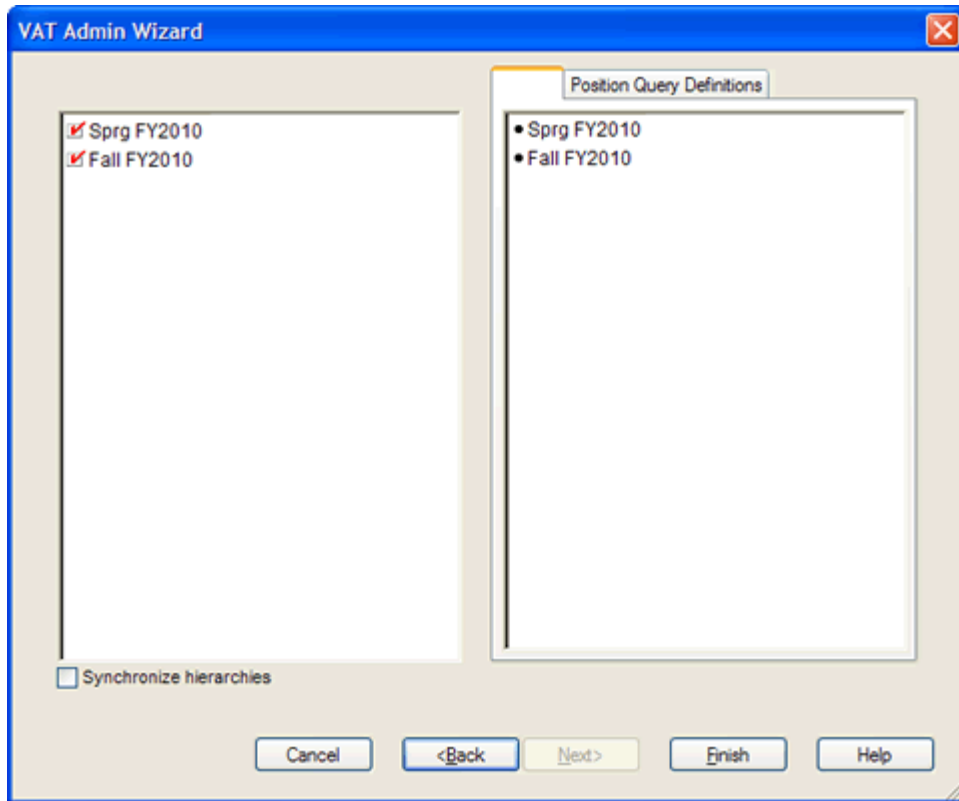 VAT Admin Wizard
Position Query Definitions
Sprg FY2010
Fall FY2010
Sprg FY2010
Fall FY2010
Synchronize hierarchies
Cancel
<Back
Next>
Finish
Help